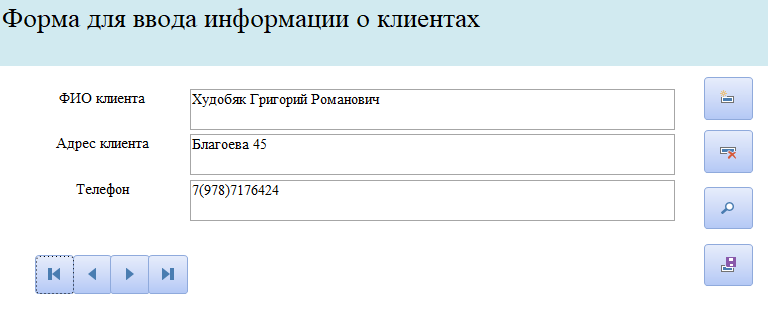 Форма для ввода информации о клиентах
ФИО клиента
Худобяк Григорий Романович
Адрес клиента
Благоева 45
Телефон
7(978)7176424